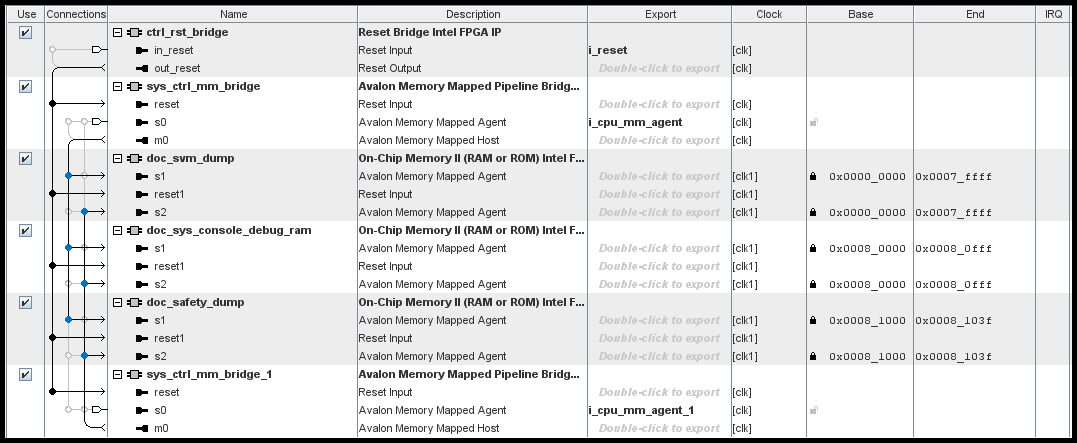 Use Connections Name Description Export Clock Base End IRQ
ctrl_rst_bridge Reset Bridge Intel FPGA IP
in_reset Reset Input i_reset [clk]
out_reset Reset Output Double-click to export [clk]
sys_ctrl_mm_bridge Avalon Memory Mapped Pipeline Bridg...
reset Reset Input Double-click to export [clk]
s0 Avalon Memory Mapped Agent i_cpu_mm_agent [clk]
m0 Avalon Memory Mapped Host Double-click to export [clk]
doc_svm_dump On-Chip Memory II (RAM or ROM) Intel F...
s1 Avalon Memory Mapped Agent Double-click to export [clk1] 0x0000_0000 0x0007_ffff
reset1 Reset Input Double-click to export [clk1]
s2 Avalon Memory Mapped Agent Double-click to export [clk1] 0x0000_0000 0x0007_ffff
doc_sys_console_debug_ram On-Chip Memory II (RAM or ROM) Intel F...
s1 Avalon Memory Mapped Agent Double-click to export [clk1] 0x0008_0000 0x0008_0fff
reset1 Reset Input Double-click to export [clk1]
s2 Avalon Memory Mapped Agent Double-click to export [clk1] 0x0008_0000 0x0008_0fff
doc_safety_dump On-Chip Memory II (RAM or ROM) Intel F...
s1 Avalon Memory Mapped Agent Double-click to export [clk1] 0x0008_1000 0x0008_103f
reset1 Reset Input Double-click to export [clk1]
s2 Avalon Memory Mapped Agent Double-click to export [clk1] 0x0008_1000 0x0008_103f
sys_ctrl_mm_bridge_1 Avalon Memory Mapped Pipeline Bridg...
reset Reset Input Double-click to export [clk]
s0 Avalon Memory Mapped Agent i_cpu_mm_agent_1 [clk]
m0 Avalon Memory Mapped Host Double-click to export [clk]